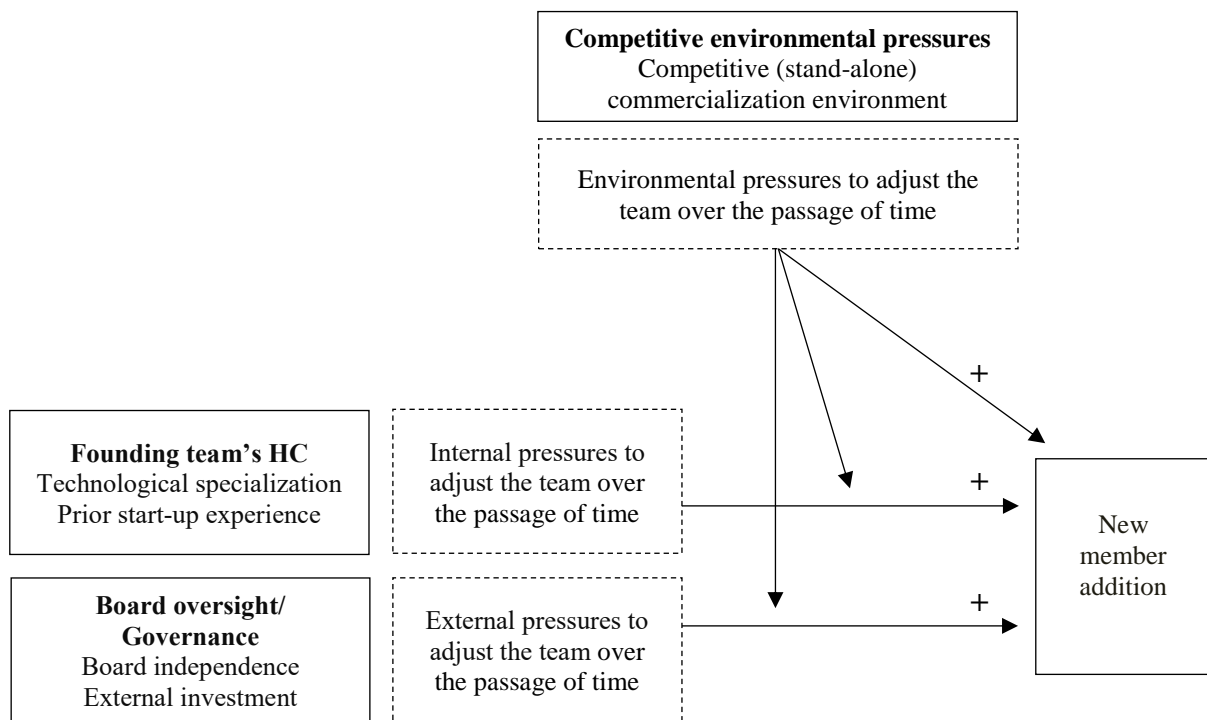 Competitive environmental pressures
Competitive (stand-alone)
commercialization environment
Environmental pressures to adjust the
team over the passage of time
+
Founding team’s HC
Technological specialization
Prior start-up experience
Internal pressures to
adjust the team over
the passage of time
+
New
member
addition
Board oversight/
Governance
Board independence
External investment
External pressures to
adjust the team over
the passage of time
+